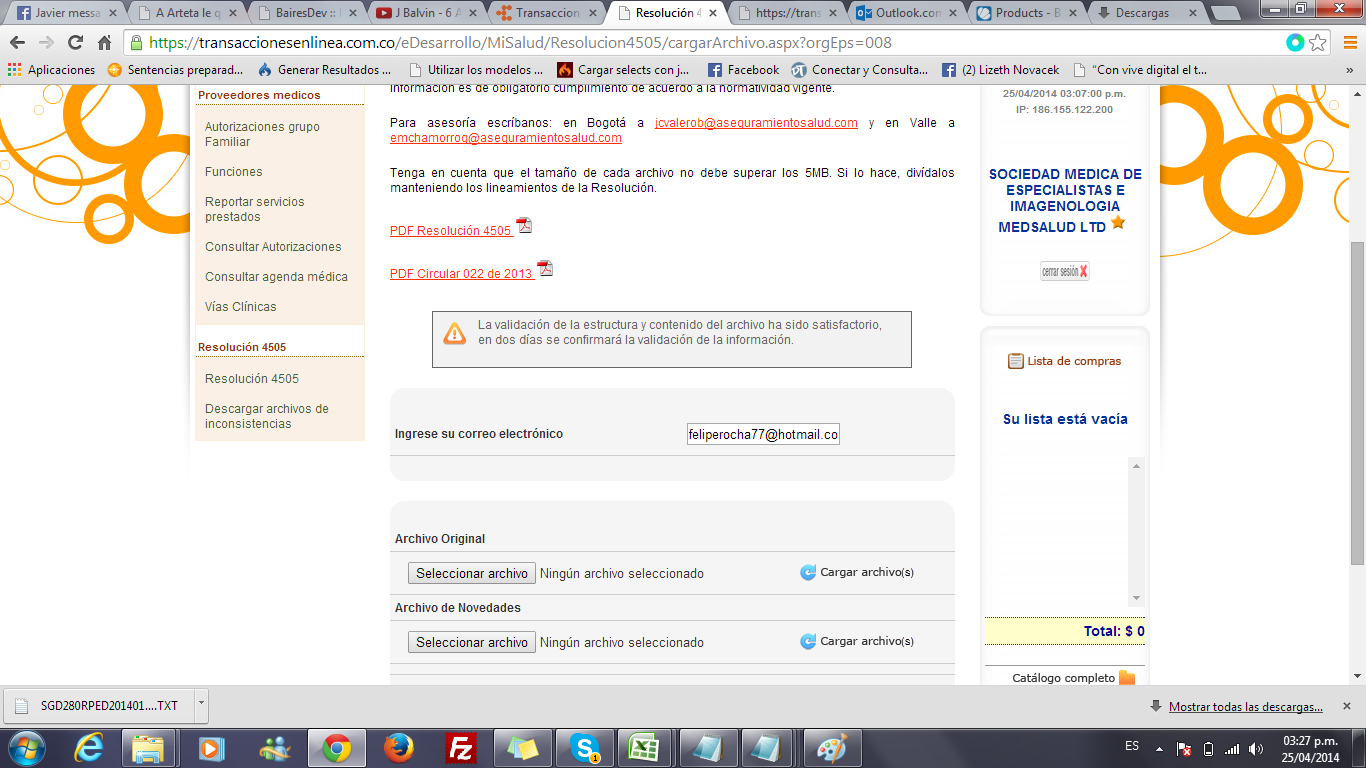 Javier messa
A Arteta le q
BairesDev ::
J Balvin - 6 A
Transaccion
Resolución 4
https://trans
Outlook.con
Products - B
Descargas
https://transaccionesenlinea.com.co/eDesarrollo/MiSalud/Resolucion4505/cargarArchivo.aspx?orgEps=008
Aplicaciones
Sentencias preparad...
Generar Resultados ...
Utilizar los modelos ...
Cargar selects con j...
Facebook
Conectar y Consulta...
(2) Lizeth Novacek
“Con vive digital el t...
»
Proveedores medicos
Autorizaciones grupo
Familiar
Funciones
Reportar servicios
prestados
Consultar Autorizaciones
Consultar agenda médica
Vías Clínicas
Resolución 4505
Resolución 4505
Descargar archivos de
inconsistencias
información es de obligatorio cumplimiento de acuerdo a la normatividad vigente.
Para asesoría escríbanos: en Bogotá a jcvalerob@aseguramientosalud.com y en Valle a
emchamorroq@aseguramientosalud.com
Tenga en cuenta que el tamaño de cada archivo no debe superar los 5MB. Si lo hace, divídalos
manteniendo los lineamientos de la Resolución.
PDF Resolución 4505
PDF Circular 022 de 2013
La validación de la estructura y contenido del archivo ha sido satisfactorio,
en dos días se confirmará la validación de la información.
Ingrese su correo electrónico
feliperocha77@hotmail.co
Archivo Original
Seleccionar archivo Ningún archivo seleccionado
Cargar archivo(s)
Archivo de Novedades
Seleccionar archivo Ningún archivo seleccionado
Cargar archivo(s)
25/04/2014 03:07:00 p.m.
IP: 186.155.122.200
SOCIEDAD MEDICA DE
ESPECIALISTAS E
IMAGENOLOGIA
MEDSALUD LTD
cerrar sesión X
Lista de compras
Su lista está vacía
Total: $ 0
Catálogo completo
SGD280RPED201401....TXT
Mostrar todas las descargas...
ES
03:27 p.m.
25/04/2014